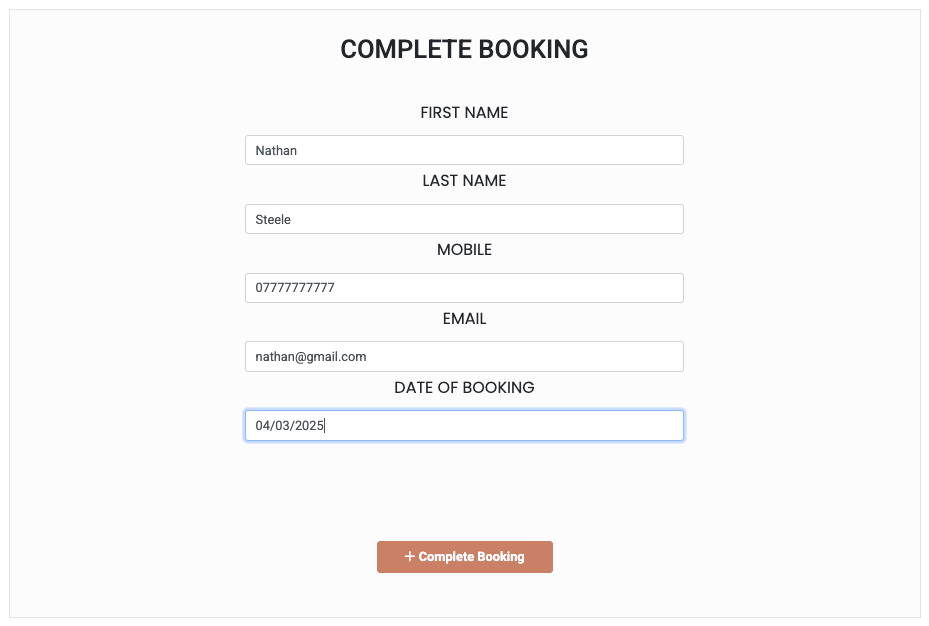 COMPLETE BOOKING
FIRST NAME
Nathan
LAST NAME
Steele
MOBILE
07777777777
EMAIL
nathan@gmail.com
DATE OF BOOKING
04/03/2025
+ Complete Booking